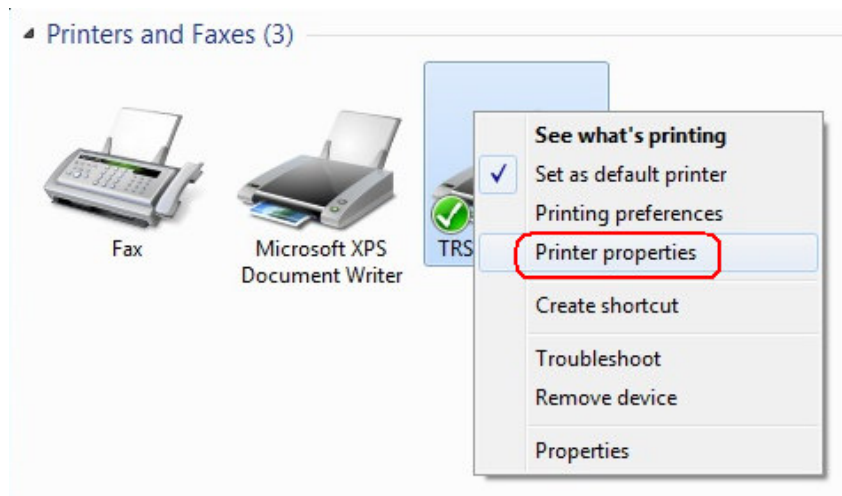 Printers and Faxes (3)
Fax
Microsoft XPS
Document Writer
TRS
See what's printing
Set as default printer
Printing preferences
Printer properties
Create shortcut
Troubleshoot
Remove device
Properties